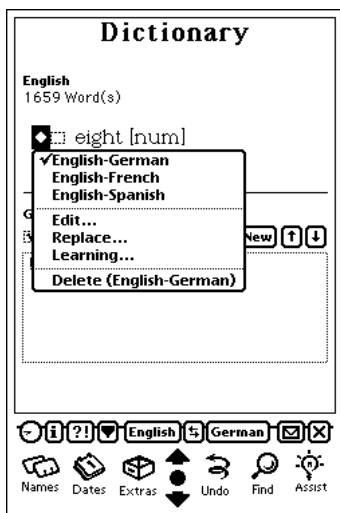 Dictionary
English
1659 Word(s)
eight [num]
✓English-German
English-French
English-Spanish
Edit...
Replace...
Learning...
Delete (English-German)
G
New
English
German
Names Dates Extras Undo Find Assist